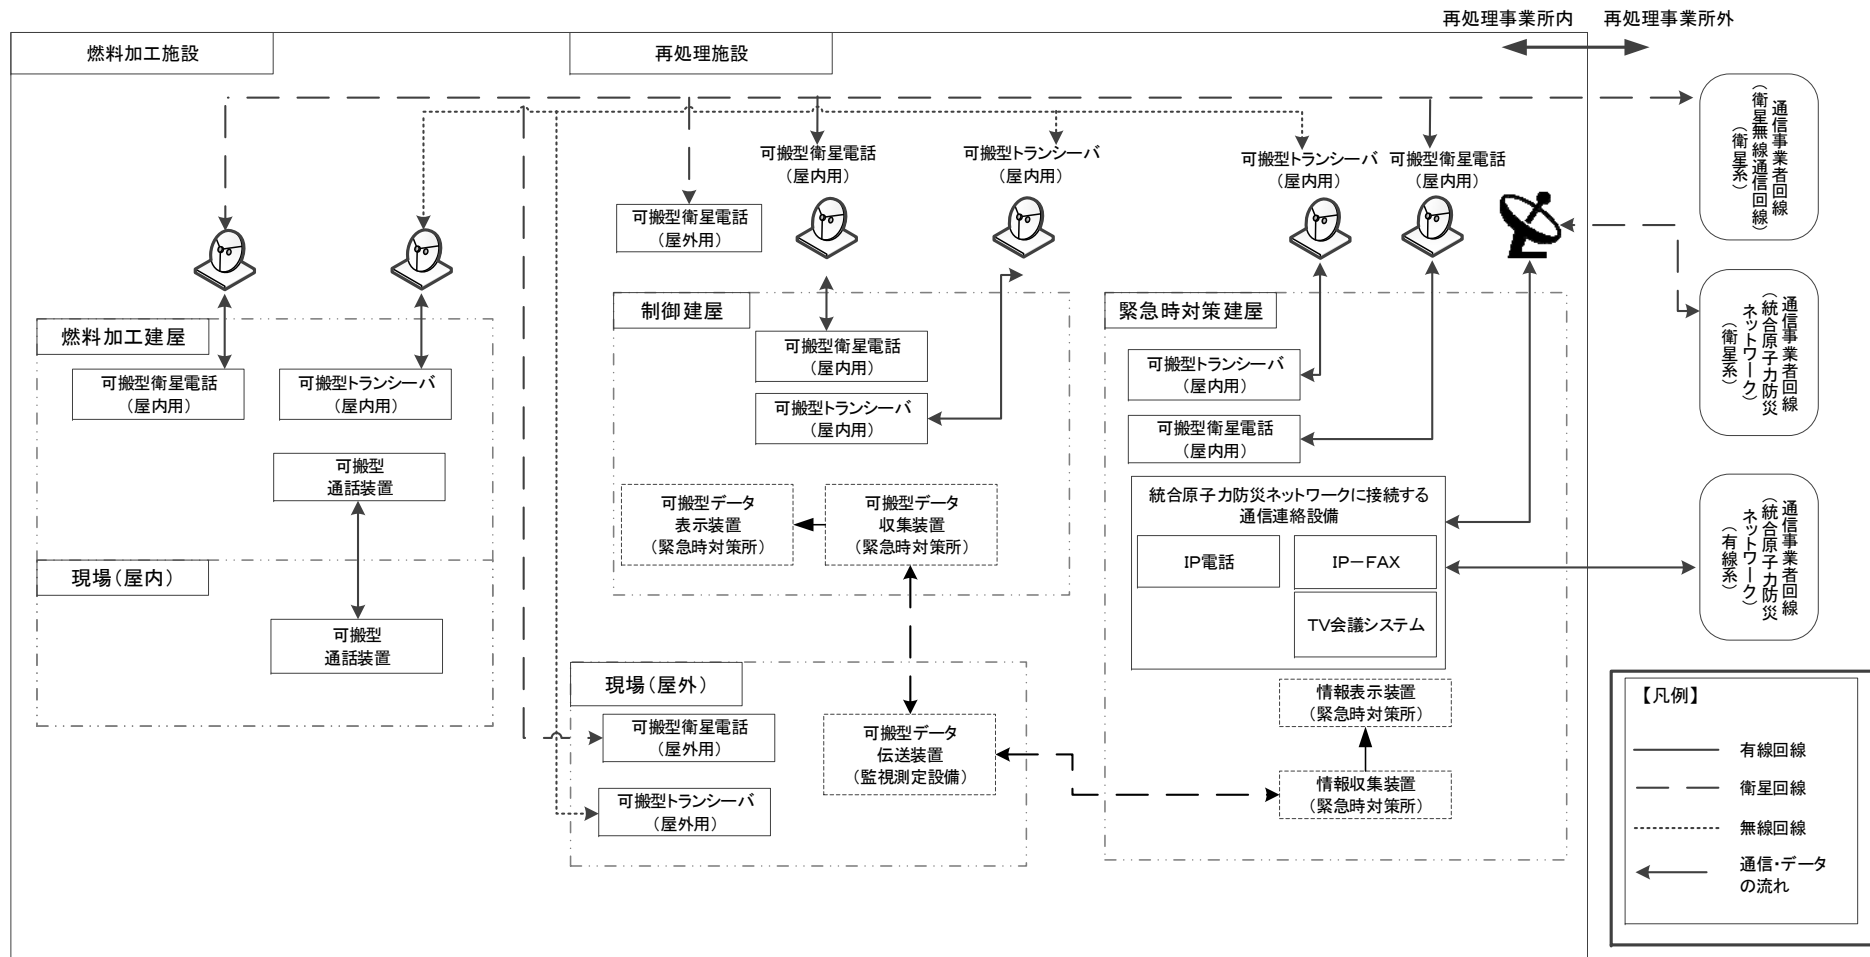 再処理事業所内
再処理事業所外
燃料加工施設
再処理施設
可搬型衛星電話
(屋内用)
可搬型トランシーバ
(屋内用)
可搬型トランシーバ
(屋内用)
可搬型衛星電話
(屋内用)
可搬型衛星電話
(屋外用)
燃料加工建屋
可搬型衛星電話
(屋内用)
可搬型トランシーバ
(屋内用)
可搬型
通話装置
現場(屋内)
可搬型
通話装置
制御建屋
可搬型衛星電話
(屋内用)
可搬型トランシーバ
(屋内用)
可搬型データ
表示装置
(緊急時対策所)
可搬型データ
収集装置
(緊急時対策所)
現場(屋外)
可搬型衛星電話
(屋外用)
可搬型トランシーバ
(屋外用)
可搬型データ
伝送装置
(監視測定設備)
緊急時対策建屋
可搬型トランシーバ
(屋内用)
可搬型衛星電話
(屋内用)
統合原子力防災ネットワークに接続する
通信連絡設備
IP電話
IP-FAX
TV会議システム
情報表示装置
(緊急時対策所)
情報収集装置
(緊急時対策所)
通信事業者回線
(衛星無線通信回線)
(衛星系)
通信事業者回線
(統合原子力防災
ネットワーク)
(衛星系)
通信事業者回線
(統合原子力防災
ネットワーク)
(有線系)
【凡例】
有線回線
衛星回線
無線回線
通信・データ
の流れ